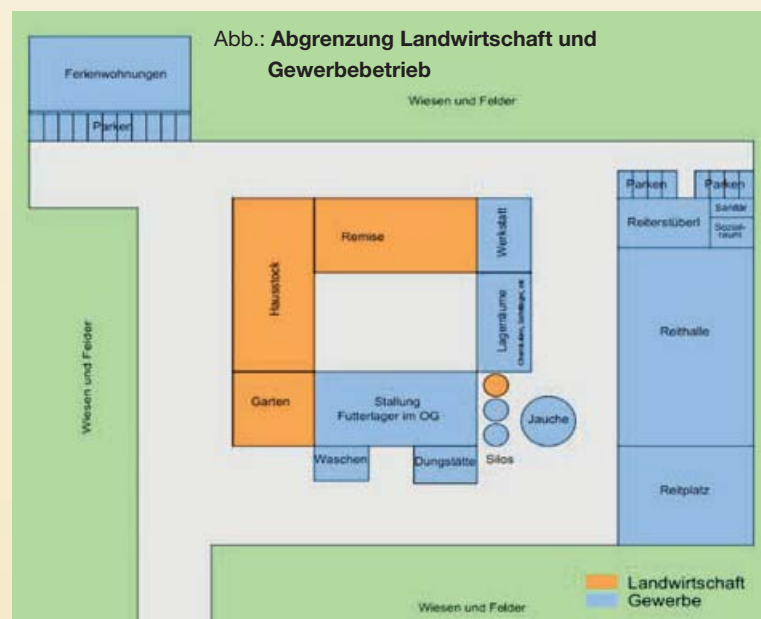 Abb.: Abgrenzung Landwirtschaft und
Gewerbebetrieb
Ferienwohnungen
Parken
Wiesen und Felder
Parken
Parken
Sanitär
Reiterstüberl
Sozial-
raum
Remise
Werkstatt
Hausstock
Lagerräume
Reithalle
Wiesen und Felder
Garten
Stallung
Futterlager im OG
Jauche
Waschen
Dungstätte
Silos
Reitplatz
Landwirtschaft
Gewerbe
Wiesen und Felder